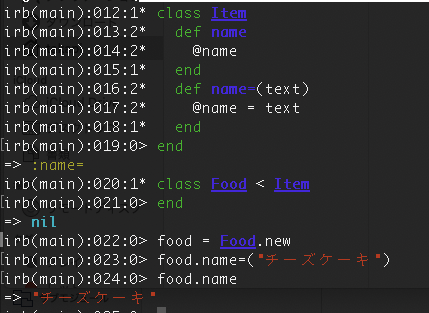 irb(main):012:1* class Item
irb(main):013:2*   def name
irb(main):014:2*     @name
irb(main):015:1*   end
irb(main):016:2*   def name=(text)
irb(main):017:2*     @name = text
irb(main):018:1*   end
irb(main):019:0> end
=> :name=
irb(main):020:1* class Food < Item
irb(main):021:0> end
=> nil
irb(main):022:0> food = Food.new
irb(main):023:0> food.name=("チーズケーキ")
irb(main):024:0> food.name
=> "チーズケーキ"